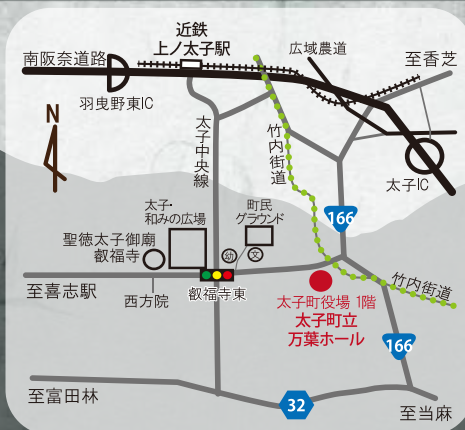 近鉄
上ノ太子駅
広域農道
南阪奈道路
至香芝
羽曳野東IC
N
太子中央線
竹内街道
太子IC
太子・
和みの広場
町民
グラウンド
166
聖徳太子御廟
叡福寺
幼
文
竹内街道
至喜志駅
西方院
叡福寺東
太子町役場 1階
太子町立
万葉ホール
166
至富田林
32
至当麻